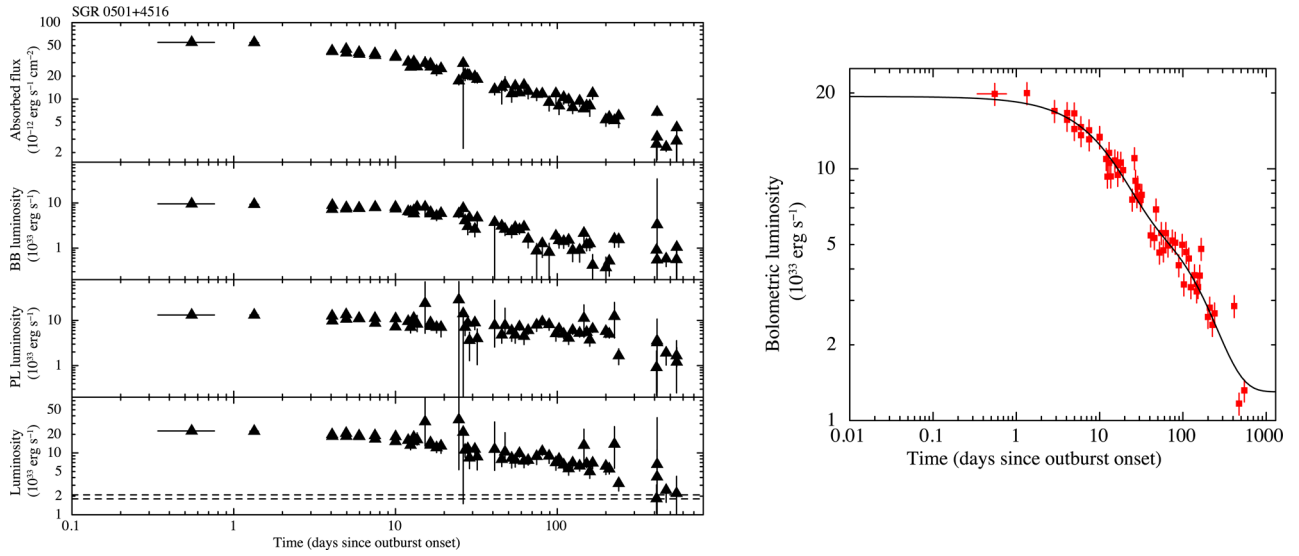 SGR 0501+4516
Absorbed flux
(10⁻¹² erg s⁻¹ cm⁻²)
100
50
20
10
5
2
BB luminosity
(10³³ erg s⁻¹)
10
1
PL luminosity
(10³³ erg s⁻¹)
10
1
Luminosity
(10³³ erg s⁻¹)
50
20
10
5
2
1
0.1
1
10
100
Time (days since outburst onset)
Bolometric luminosity
(10³³ erg s⁻¹)
20
10
5
2
1
0.01
0.1
1
10
100
1000
Time (days since outburst onset)